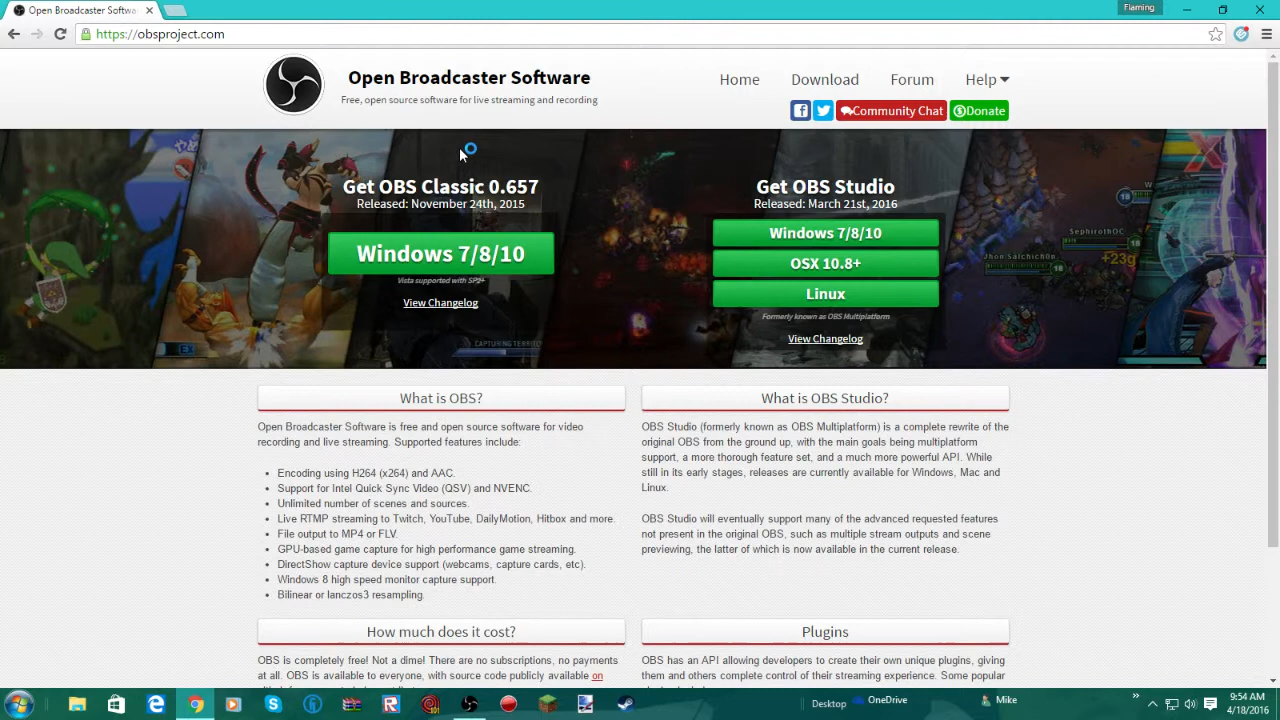 Open Broadcaster Softwa
Flaming
https://obsproject.com
Open Broadcaster Software
Free, open source software for live streaming and recording
Home
Download
Forum
Help
Community Chat
Donate
Get OBS Classic 0.657
Released: November 24th, 2015
Windows 7/8/10
Vista supported with SP2+
View Changelog
Get OBS Studio
Released: March 21st, 2016
Windows 7/8/10
OSX 10.8+
Linux
Formerly known as OBS Multiplatform
View Changelog
SephirothOC
18
Jhon Salchich0n
18
+23g
18
What is OBS?
Open Broadcaster Software is free and open source software for video
recording and live streaming. Supported features include:
Encoding using H264 (x264) and AAC.
Support for Intel Quick Sync Video (QSV) and NVENC.
Unlimited number of scenes and sources.
Live RTMP streaming to Twitch, YouTube, DailyMotion, Hitbox and more.
File output to MP4 or FLV.
GPU-based game capture for high performance game streaming.
DirectShow capture device support (webcams, capture cards, etc).
Windows 8 high speed monitor capture support.
Bilinear or lanczos3 resampling.
What is OBS Studio?
OBS Studio (formerly known as OBS Multiplatform) is a complete rewrite of the
original OBS from the ground up, with the main goals being multiplatform
support, a more thorough feature set, and a much more powerful API. While
still in its early stages, releases are currently available for Windows, Mac and
Linux.
OBS Studio will eventually support many of the advanced requested features
not present in the original OBS, such as multiple stream outputs and scene
previewing, the latter of which is now available in the current release.
How much does it cost?
OBS is completely free! Not a dime! There are no subscriptions, no payments
at all. OBS is available to everyone, with source code publicly available on
Plugins
OBS has an API allowing developers to create their own unique plugins, giving
them and others complete control of their streaming experience. Some popular
Desktop
OneDrive
Mike
9:54 AM
4/18/2016